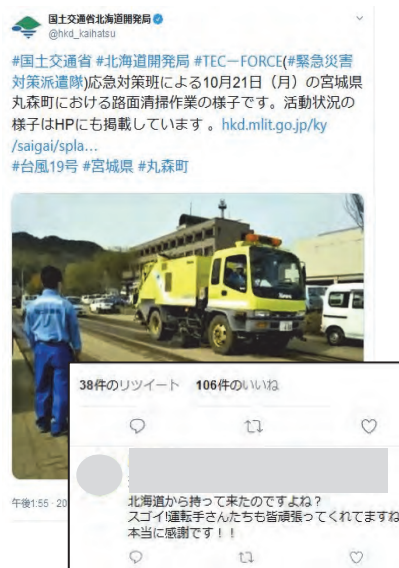 国土交通省北海道開発局
@hkd_kaihatsu
#国土交通省 #北海道開発局 #TEC－FORCE(#緊急災害
対策派遣隊)応急対策班による10月21日（月）の宮城県
丸森町における路面清掃作業の様子です。活動状況の
様子はHPにも掲載しています 。hkd.mlit.go.jp/ky
/saigai/spla…
#台風19号 #宮城県 #丸森町
38件のリツイート 106件のいいね
午後1:55 · 20
北海道から持って来たのですよね？
スゴイ!運転手さんたちも皆頑張ってくれてますね
本当に感謝です！！